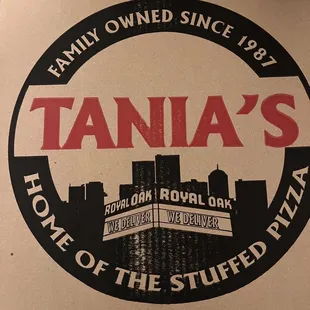 FAMILY OWNED SINCE 1987
TANIA'S
ROYAL OAK ROYAL OAK
WE DELIVER WE DELIVER
HOME OF THE STUFFED PIZZA